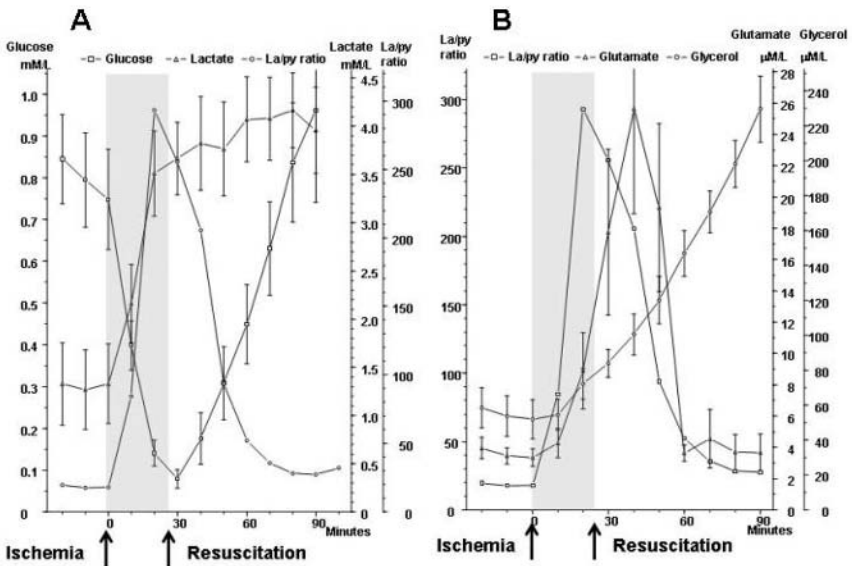 A
B
Glucose
mM/L
Glucose
Lactate
La/py ratio
Lactate
mM/L
La/py
ratio
1.0
0.9
0.8
0.7
0.6
0.5
0.4
0.3
0.2
0.1
0.0
4.5
4.0
3.5
3.0
2.5
2.0
1.5
1.0
0.5
0.0
300
250
200
150
100
50
0
0
30
60
90
Minutes
Ischemia
Resuscitation
La/py
ratio
La/py ratio
Glutamate
Glycerol
Glutamate
µM/L
Glycerol
µM/L
300
250
200
150
100
50
0
28
26
24
22
20
18
16
14
12
10
8
6
4
2
0
240
220
200
180
160
140
120
100
80
60
40
20
0
0
30
60
90
Minutes
Ischemia
Resuscitation